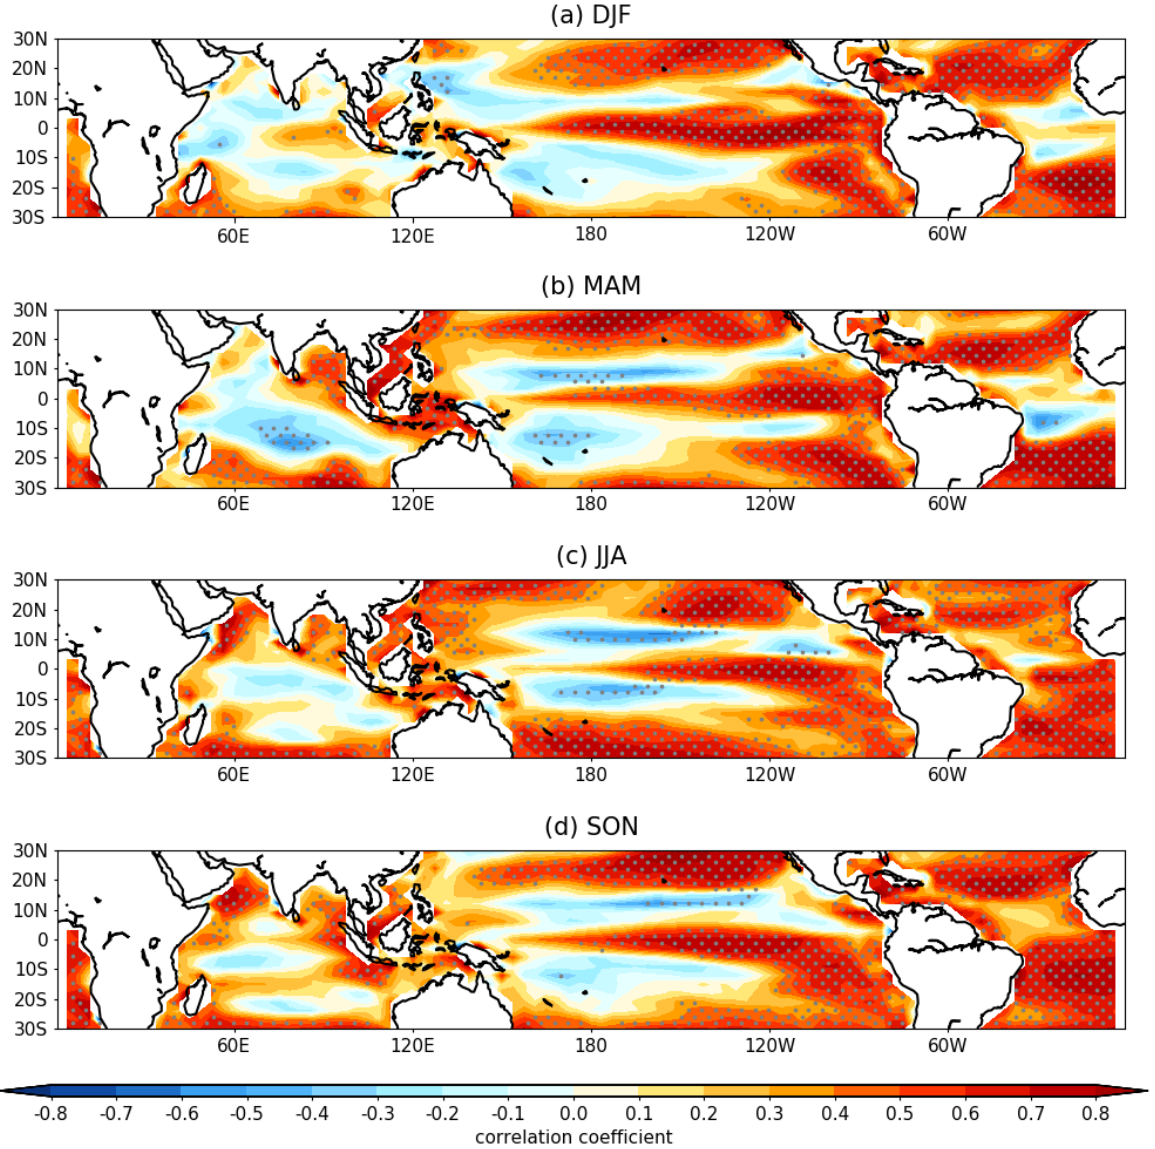 (a) DJF
30N
20N
10N
0
10S
20S
30S
60E 120E 180 120W 60W
(b) MAM
30N
20N
10N
0
10S
20S
30S
60E 120E 180 120W 60W
(c) JJA
30N
20N
10N
0
10S
20S
30S
60E 120E 180 120W 60W
(d) SON
30N
20N
10N
0
10S
20S
30S
60E 120E 180 120W 60W
-0.8 -0.7 -0.6 -0.5 -0.4 -0.3 -0.2 -0.1 0.0 0.1 0.2 0.3 0.4 0.5 0.6 0.7 0.8
correlation coefficient